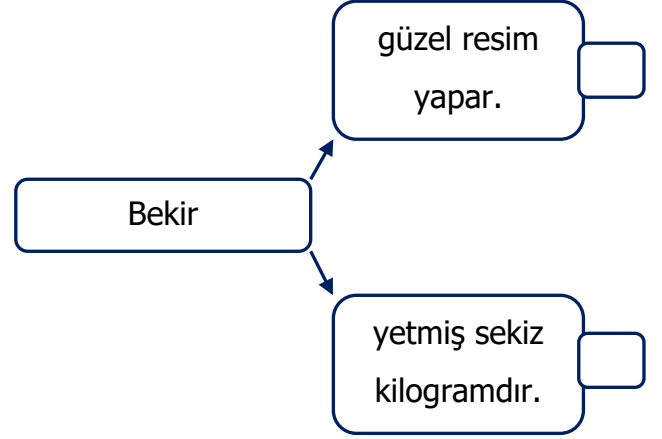 güzel resim
yapar.
Bekir
yetmiş sekiz
kilogramdır.